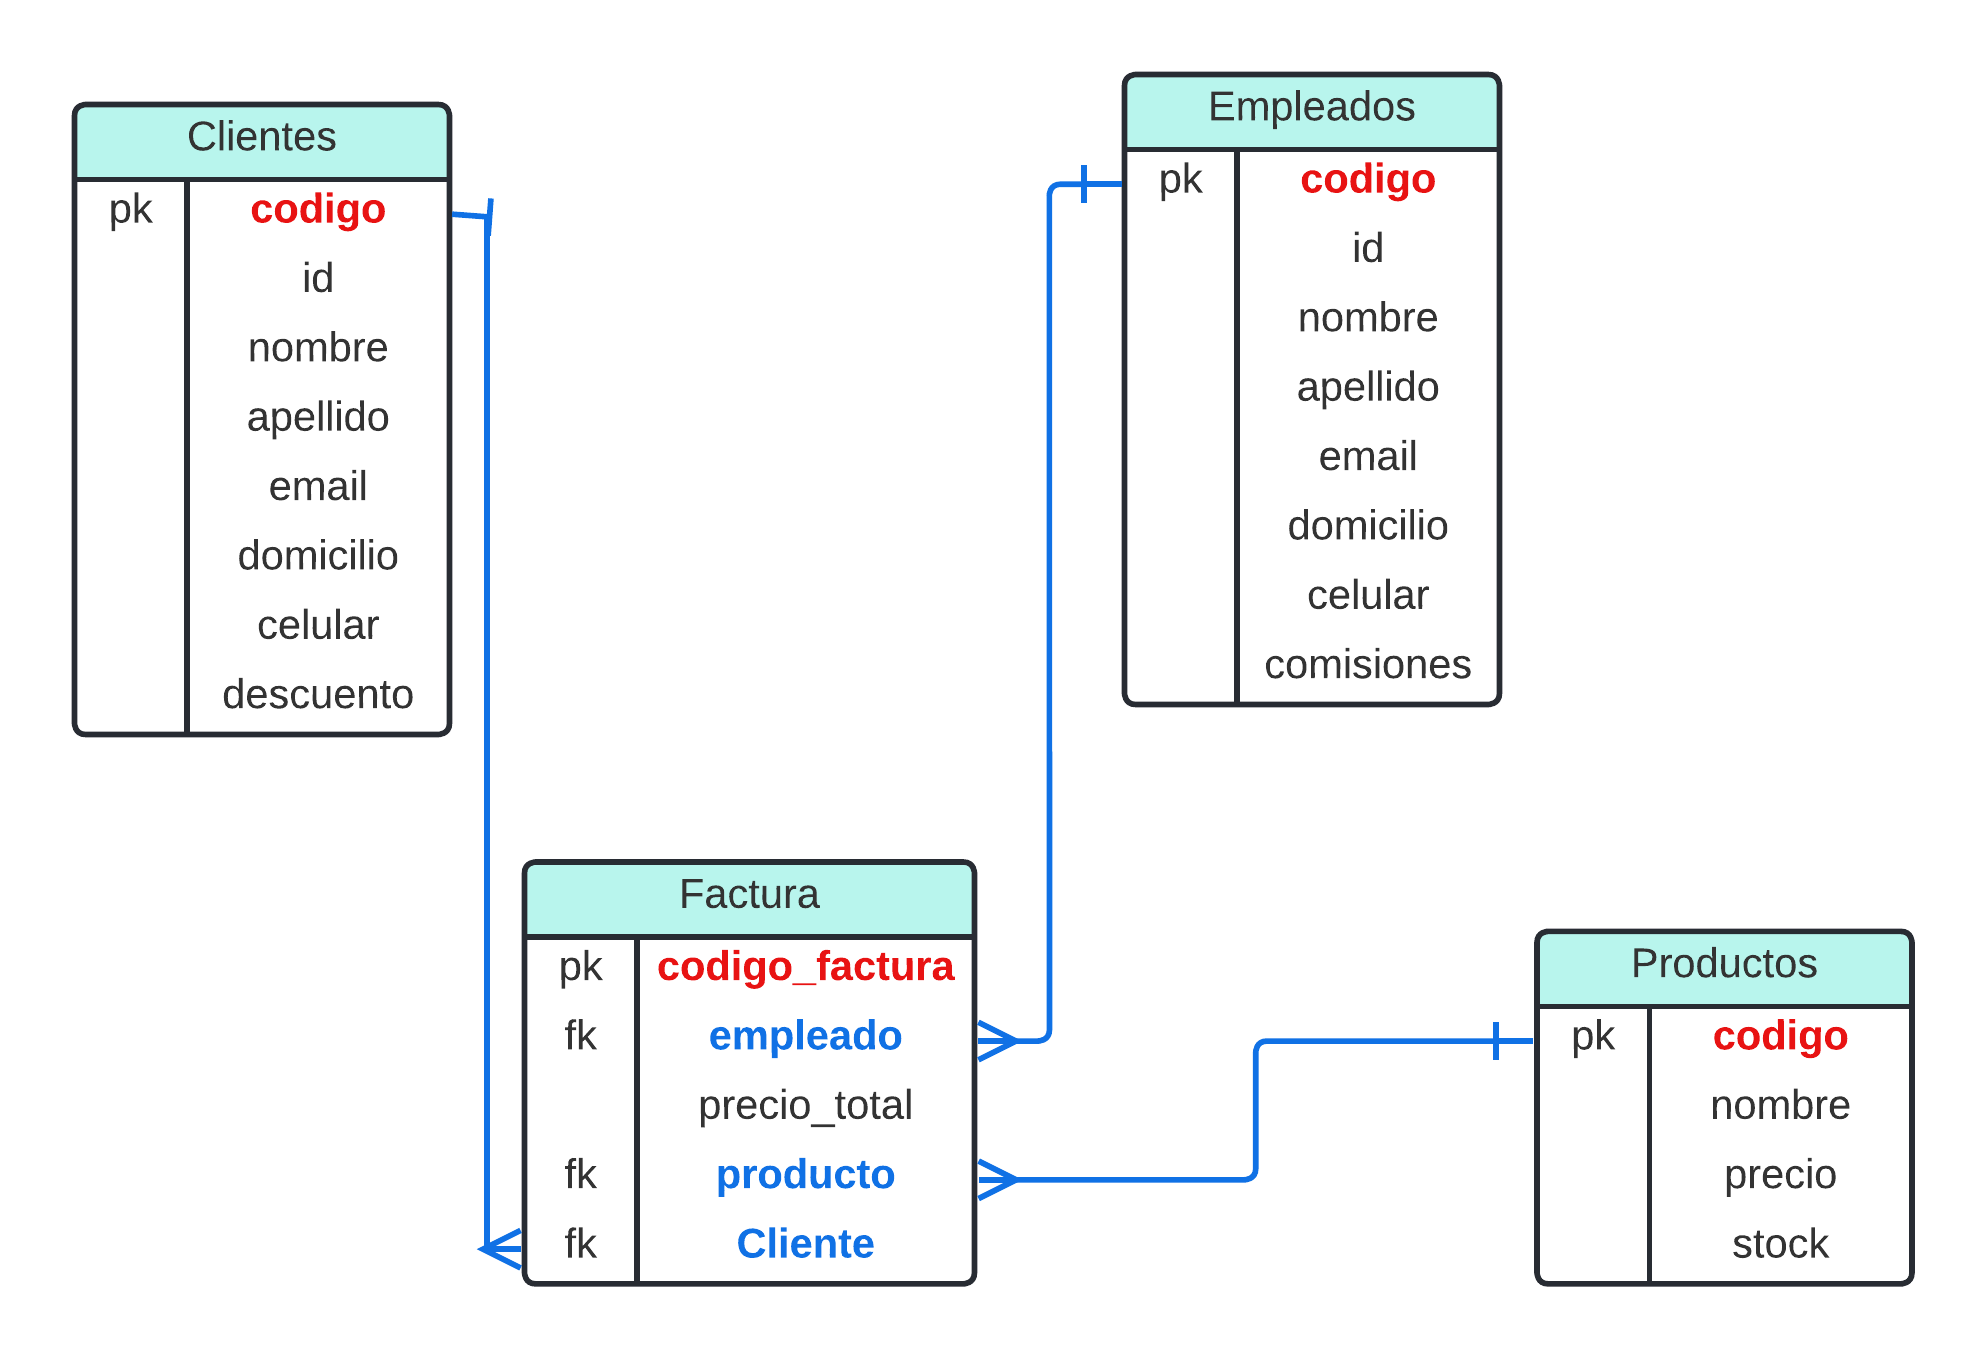 Clientes
pk codigo
id
nombre
apellido
email
domicilio
celular
descuento
Empleados
pk codigo
id
nombre
apellido
email
domicilio
celular
comisiones
Factura
pk codigo_factura
fk empleado
precio_total
fk producto
fk Cliente
Productos
pk codigo
nombre
precio
stock